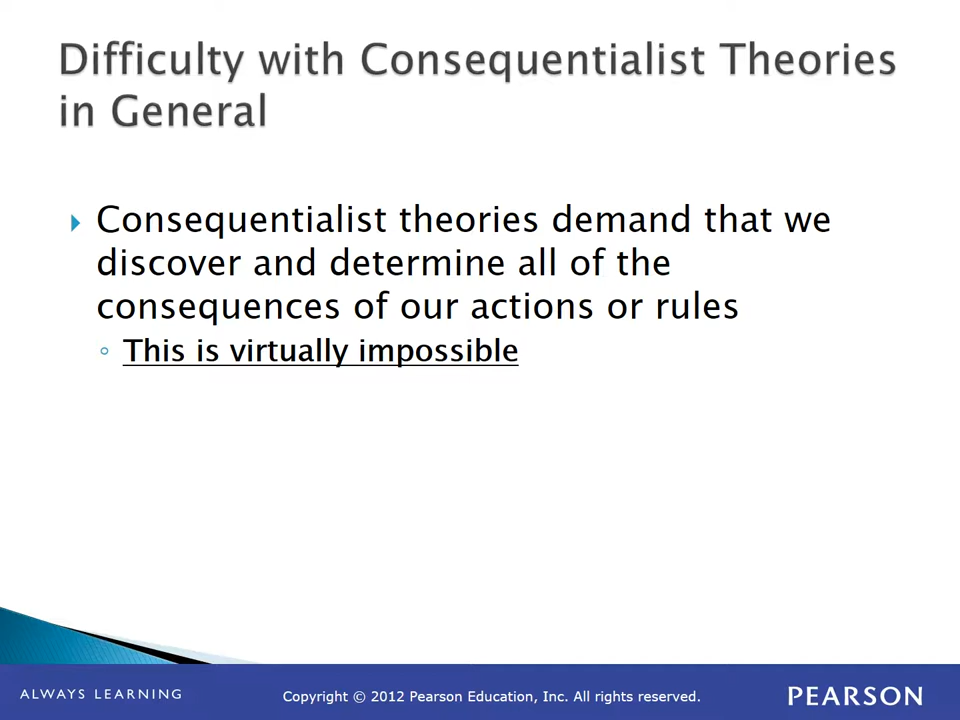 Difficulty with Consequentialist Theories
in General
Consequentialist theories demand that we
discover and determine all of the
consequences of our actions or rules
This is virtually impossible
ALWAYS LEARNING
Copyright © 2012 Pearson Education, Inc. All rights reserved.
PEARSON